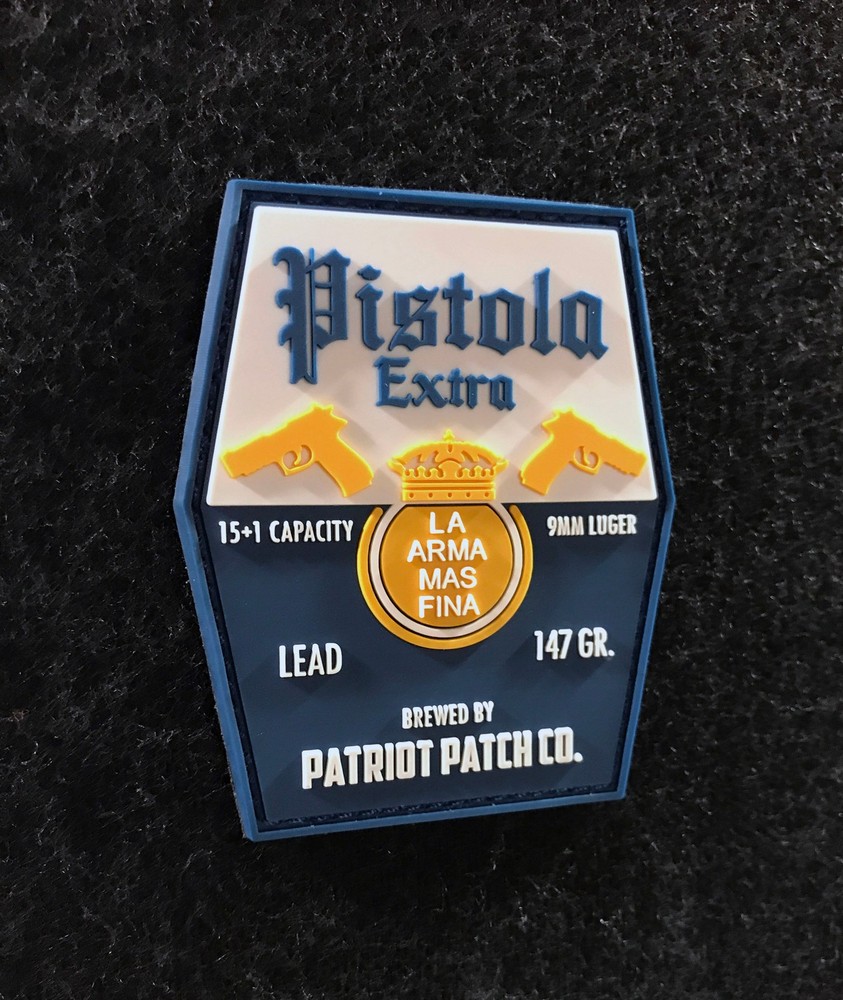 Pistola
Extra
15+1 CAPACITY
9MM LUGER
LA
ARMA
MAS
FINA
LEAD
147 GR.
BREWED BY
PATRIOT PATCH CO.